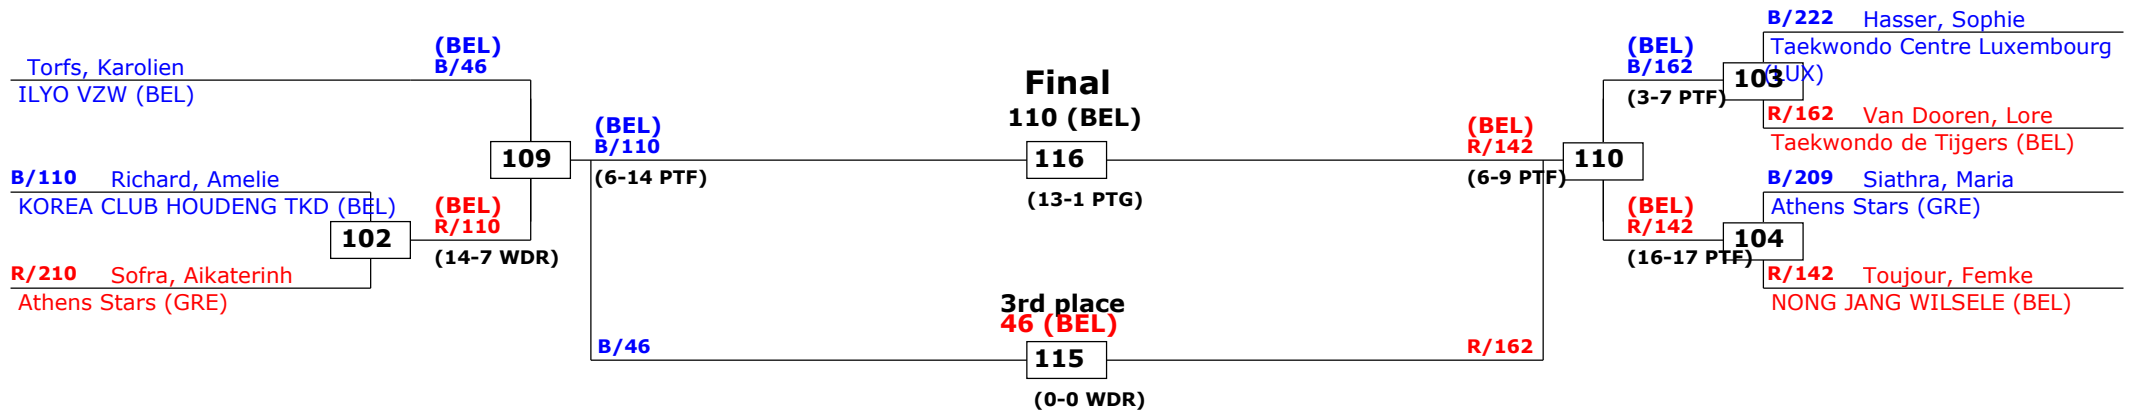 Torfs, Karolien
ILYO VZW (BEL)
(BEL)
B/46
B/110 Richard, Amelie
KOREA CLUB HOUDENG TKD (BEL)
102
R/210 Sofra, Aikaterinh
Athens Stars (GRE)
(BEL)
R/110
(14-7 WDR)
109
(BEL)
B/110
(6-14 PTF)
Final
110 (BEL)
116
(13-1 PTG)
3rd place
46 (BEL)
B/46
115
R/162
(0-0 WDR)
(BEL)
R/142
(6-9 PTF)
110
(BEL)
B/162
(3-7 PTF)
103
B/222 Hasser, Sophie
Taekwondo Centre Luxembourg
(LUX)
R/162 Van Dooren, Lore
Taekwondo de Tijgers (BEL)
(BEL)
R/142
(16-17 PTF)
104
B/209 Siathra, Maria
Athens Stars (GRE)
R/142 Toujour, Femke
NONG JANG WILSELE (BEL)